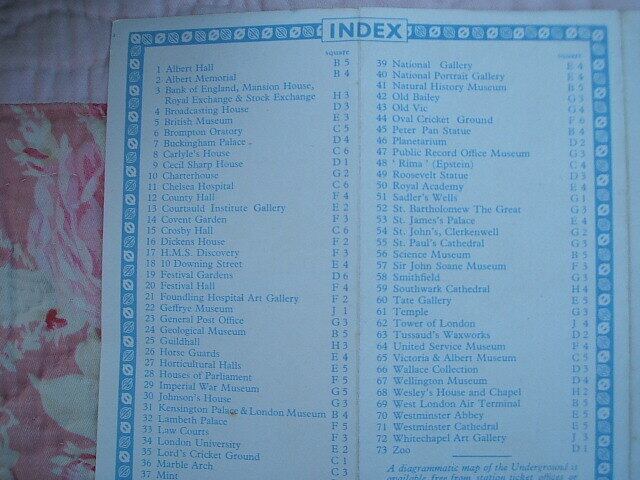 INDEX
SQUARE
1 Albert Hall B 5
2 Albert Memorial B 4
3 Bank of England, Mansion House,
Royal Exchange & Stock Exchange H 3
4 Broadcasting House D 3
5 British Museum E 3
6 Brompton Oratory C 5
7 Buckingham Palace . D 4
8 Carlyle's House C 6
9 Cecil Sharp House D 1
10 Charterhouse G 2
11 Chelsea Hospital C 6
12 County Hall F 4
13 Courtauld Institute Gallery E 2
14 Covent Garden F 3
15 Crosby Hall C 6
16 Dickens House F 2
17 H.M.S. Discovery F 3
18 10 Downing Street E 4
19 Festival Gardens D 6
20 Festival Hall F 4
21 Foundling Hospital Art Gallery F 2
22 Geffrye Museum J 1
23 General Post Office G 3
24 Geological Museum B 5
25 Guildhall H 3
26 Horse Guards E 4
27 Horticultural Halls E 5
28 Houses of Parliament F 5
29 Imperial War Museum G 5
30 Johnson's House G 3
31 Kensington Palace & London Museum B 4
32 Lambeth Palace F 5
33 Law Courts F 3
34 London University E 2
35 Lord's Cricket Ground C 1
36 Marble Arch C 3
37 Mint
SQUARE
39 National Gallery E 4
40 National Portrait Gallery E 4
41 Natural History Museum B 5
42 Old Bailey G 3
43 Old Vic G 4
44 Oval Cricket Ground F 6
45 Peter Pan Statue B 4
46 Planetarium D 2
47 Public Record Office Museum G 3
48 'Rima' (Epstein) C 4
49 Roosevelt Statue D 3
50 Royal Academy E 4
51 Sadler's Wells G 1
52 St. Bartholomew The Great G 3
53 St. James's Palace E 4
54 St. John's, Clerkenwell G 2
55 St. Paul's Cathedral G 3
56 Science Museum B 5
57 Sir John Soane Museum F 3
58 Smithfield G 3
59 Southwark Cathedral H 4
60 Tate Gallery E 5
61 Temple G 3
62 Tower of London J 4
63 Tussaud's Waxworks D 2
64 United Service Museum F 4
65 Victoria & Albert Museum C 5
66 Wallace Collection D 3
67 Wellington Museum D 4
68 Wesley's House and Chapel H 2
69 West London Air Terminal B 5
70 Westminster Abbey E 5
71 Westminster Cathedral E 5
72 Whitechapel Art Gallery J 3
73 Zoo D 1
A diagrammatic map of the Underground is
available free from station ticket offices or